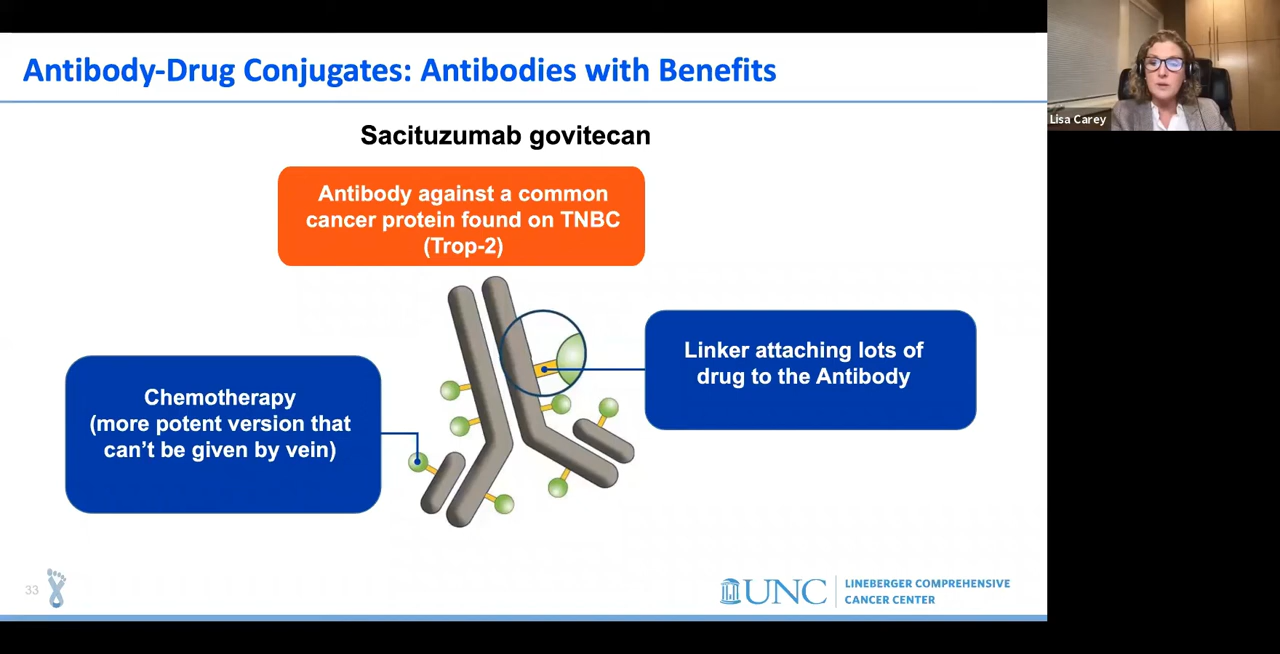 Antibody-Drug Conjugates: Antibodies with Benefits
Lisa Carey
Sacituzumab govitecan
Antibody against a common
cancer protein found on TNBC
(Trop-2)
Linker attaching lots of
drug to the Antibody
Chemotherapy
(more potent version that
can’t be given by vein)
33
UNC
LINEBERGER COMPREHENSIVE
CANCER CENTER